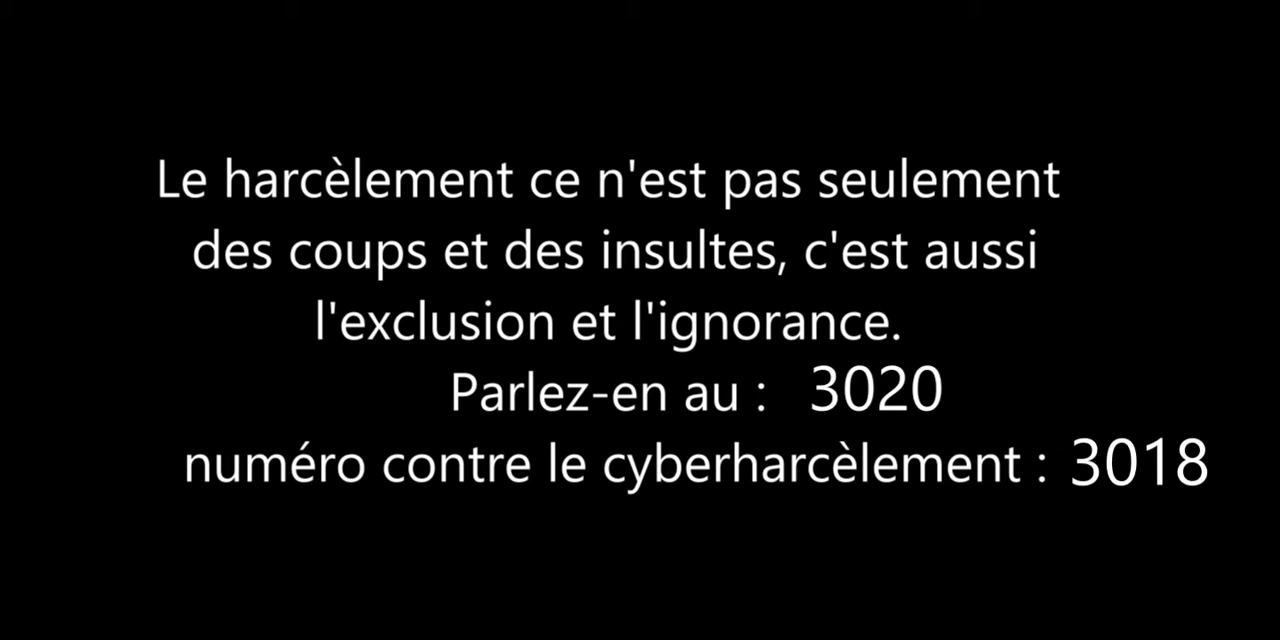 Le harcèlement ce n'est pas seulement
des coups et des insultes, c'est aussi
l'exclusion et l'ignorance.
Parlez-en au : 3020
numéro contre le cyberharcèlement : 3018